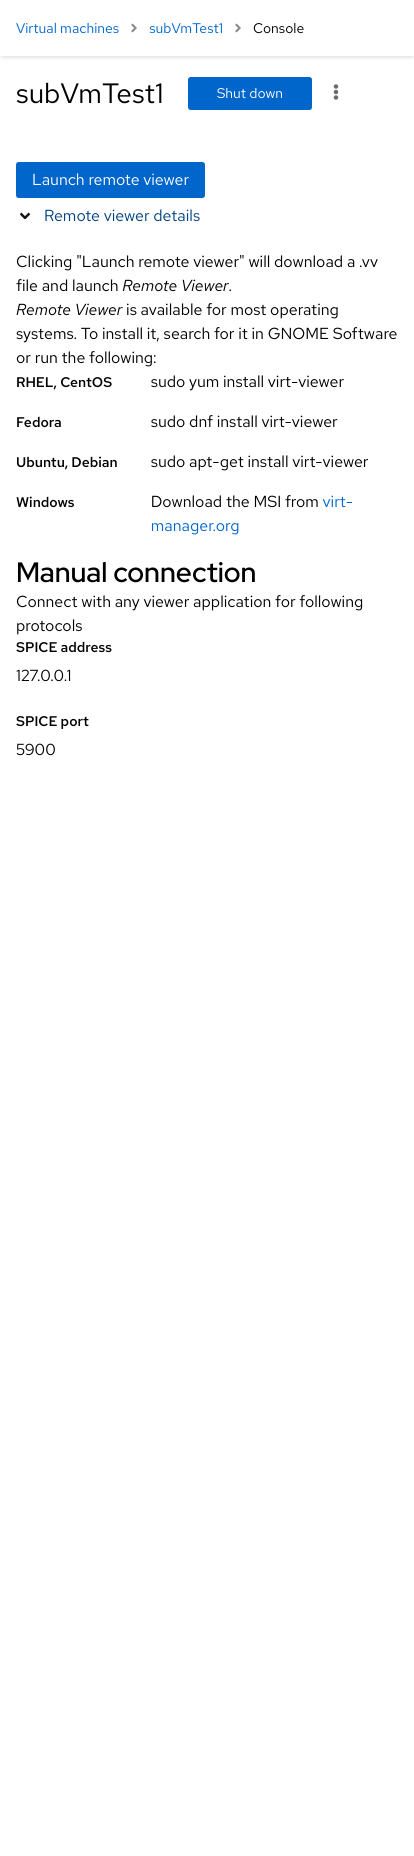 Virtual machines > subVmTest1 > Console
subVmTest1 Shut down
Launch remote viewer
Remote viewer details
Clicking "Launch remote viewer" will download a .vv
file and launch Remote Viewer.
Remote Viewer is available for most operating
systems. To install it, search for it in GNOME Software
or run the following:
RHEL, CentOS sudo yum install virt-viewer
Fedora sudo dnf install virt-viewer
Ubuntu, Debian sudo apt-get install virt-viewer
Windows Download the MSI from virt-
manager.org
Manual connection
Connect with any viewer application for following
protocols
SPICE address
127.0.0.1
SPICE port
5900